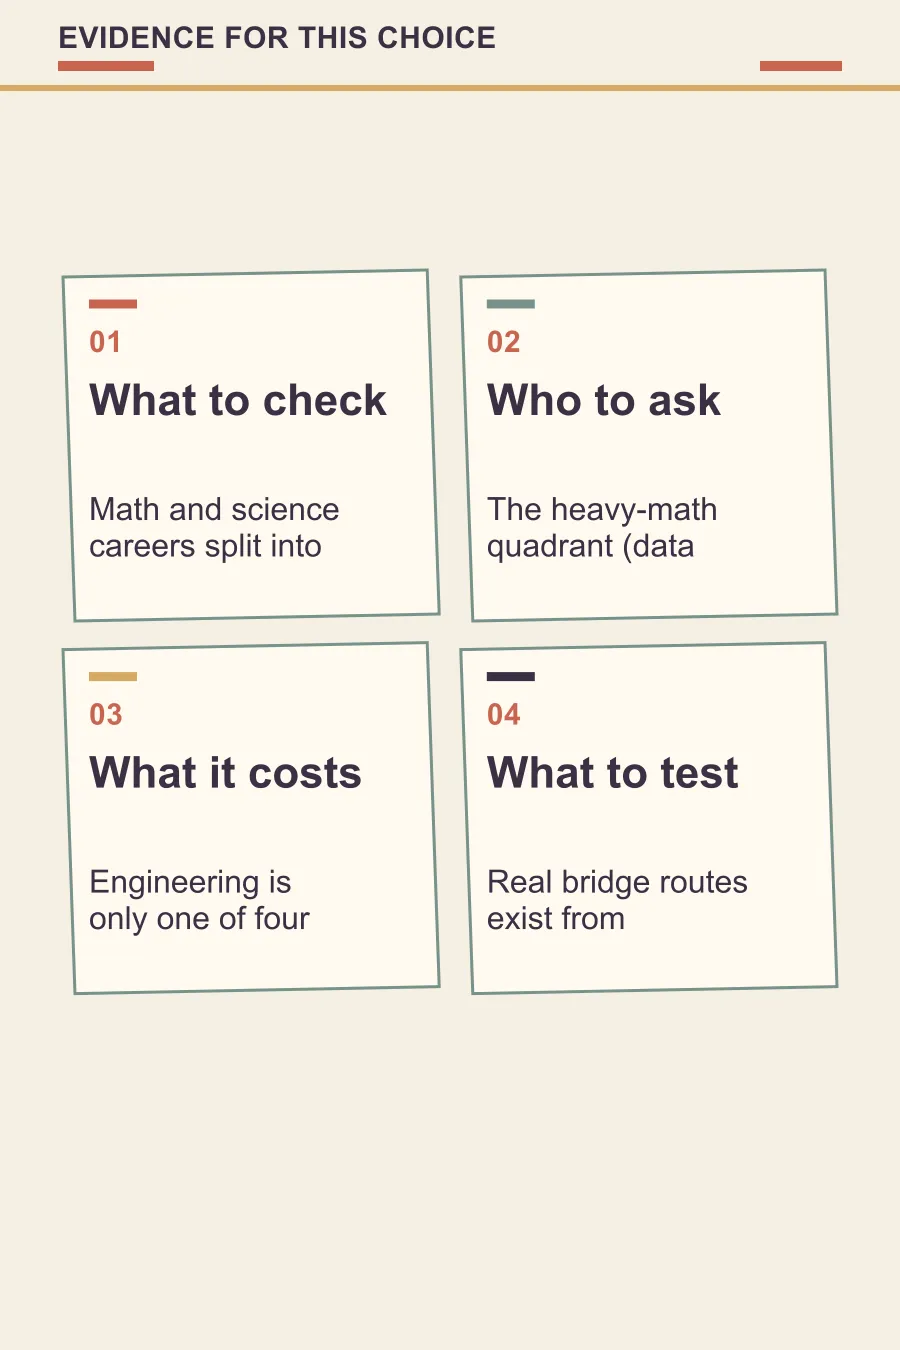 EVIDENCE FOR THIS CHOICE
01
What to check
Math and science
careers split into
02
Who to ask
The heavy-math
quadrant (data
03
What it costs
Engineering is
only one of four
04
What to test
Real bridge routes
exist from